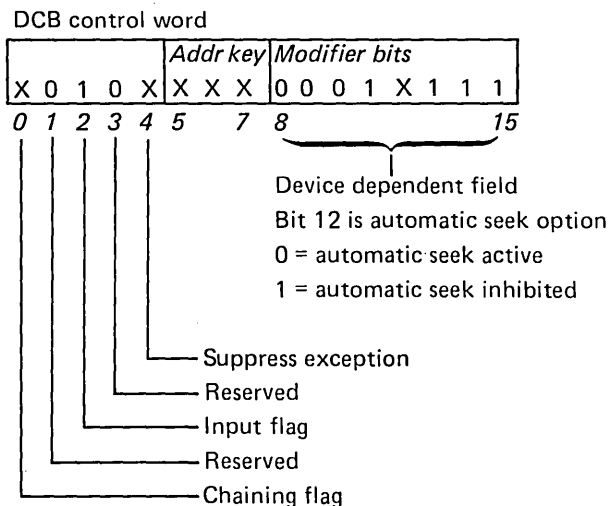 DCB control word
Addr key Modifier bits
X 0 1 0 X X X X 0 0 0 1 X 1 1 1
0 1 2 3 4 5 7 8 15
Device dependent field
Bit 12 is automatic seek option
0 = automatic seek active
1 = automatic seek inhibited
Suppress exception
Reserved
Input flag
Reserved
Chaining flag